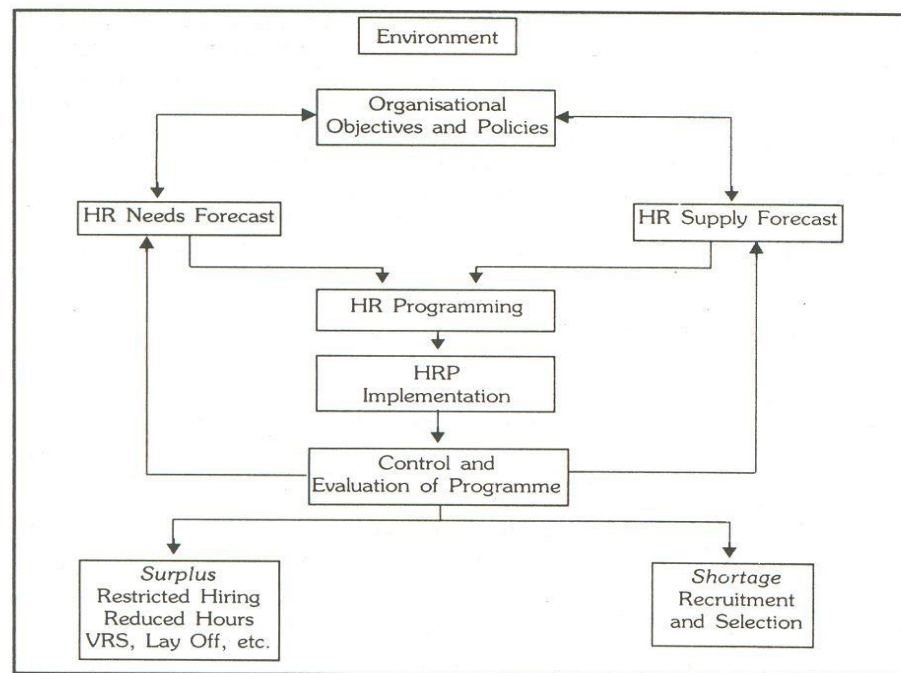 Environment
Organisational
Objectives and Policies
HR Needs Forecast
HR Supply Forecast
HR Programming
HRP
Implementation
Control and
Evaluation of Programme
Surplus
Restricted Hiring
Reduced Hours
VRS, Lay Off, etc.
Shortage
Recruitment
and Selection